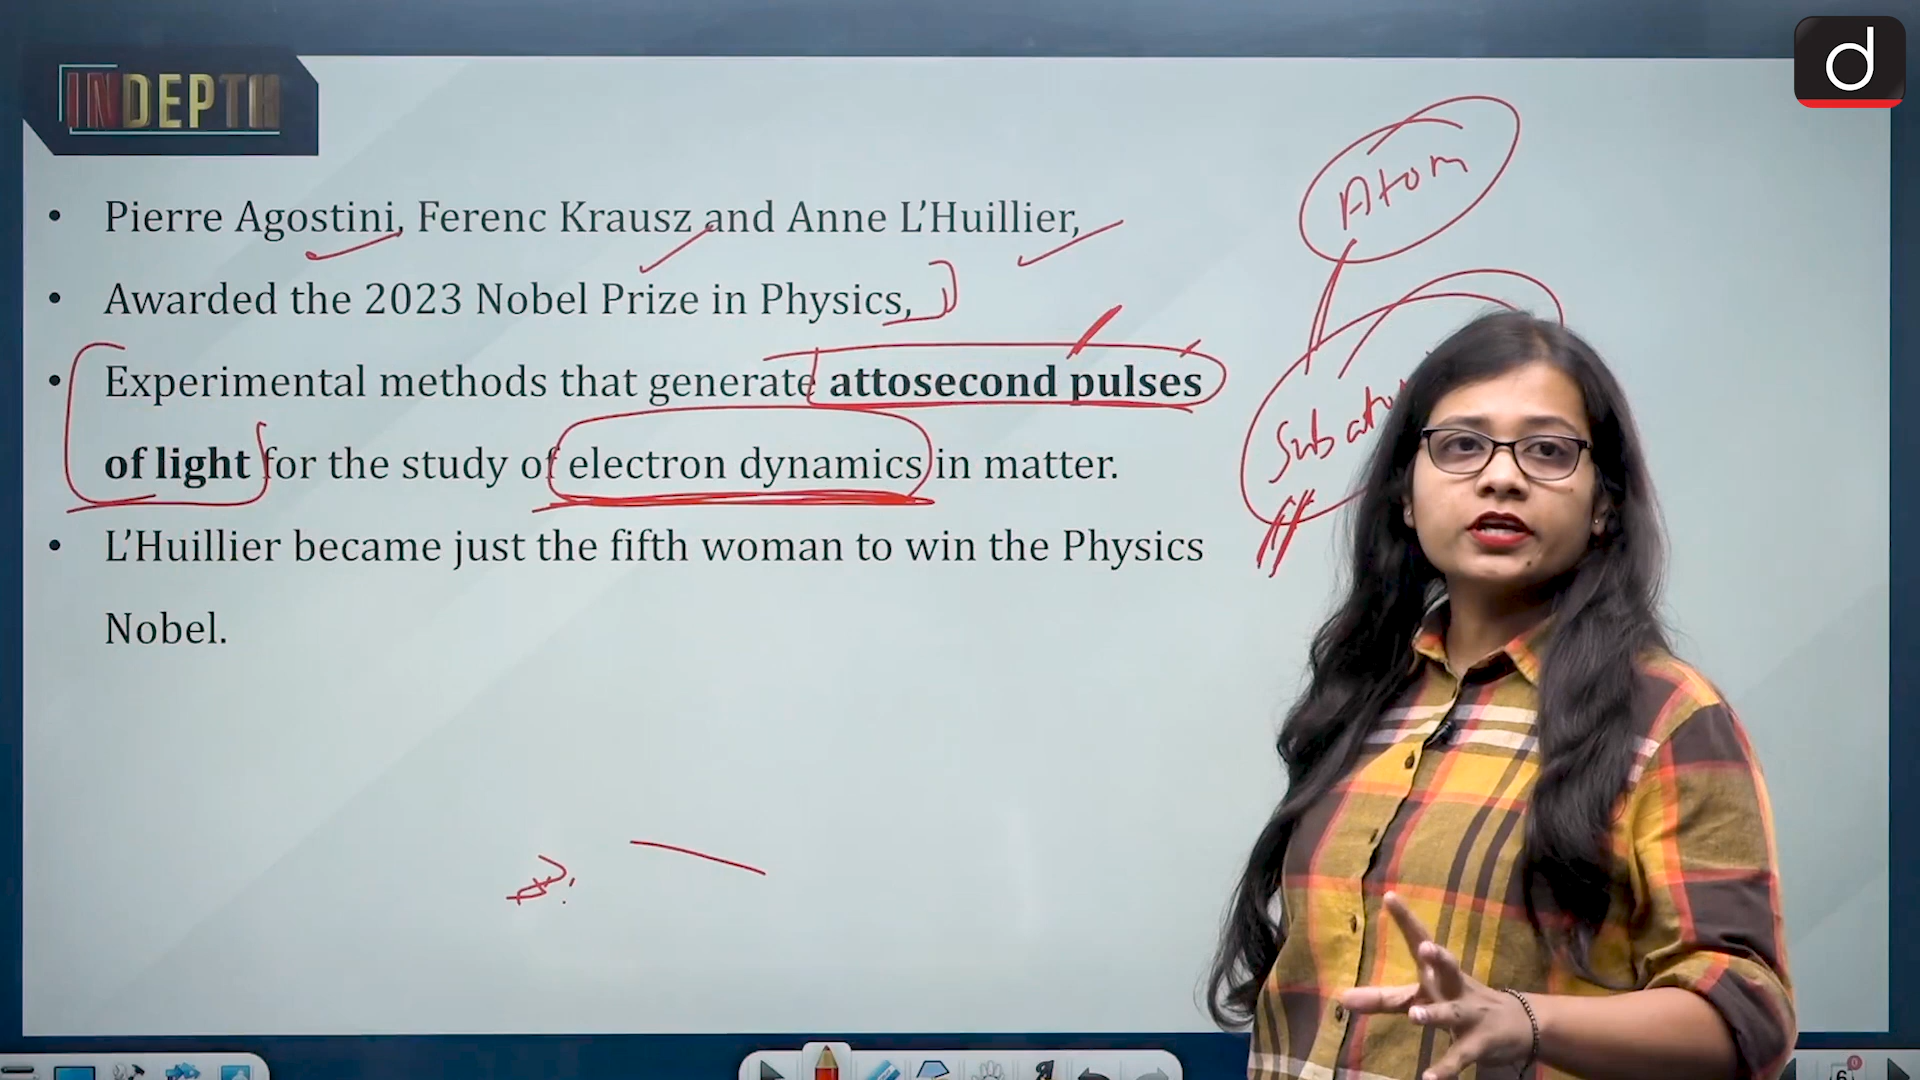 d
INDEPTH
• Pierre Agostini, Ferenc Krausz and Anne L’Huillier,
• Awarded the 2023 Nobel Prize in Physics,
• Experimental methods that generate attosecond pulses
of light for the study of electron dynamics in matter.
• L’Huillier became just the fifth woman to win the Physics
Nobel.
Atom
Sub
6